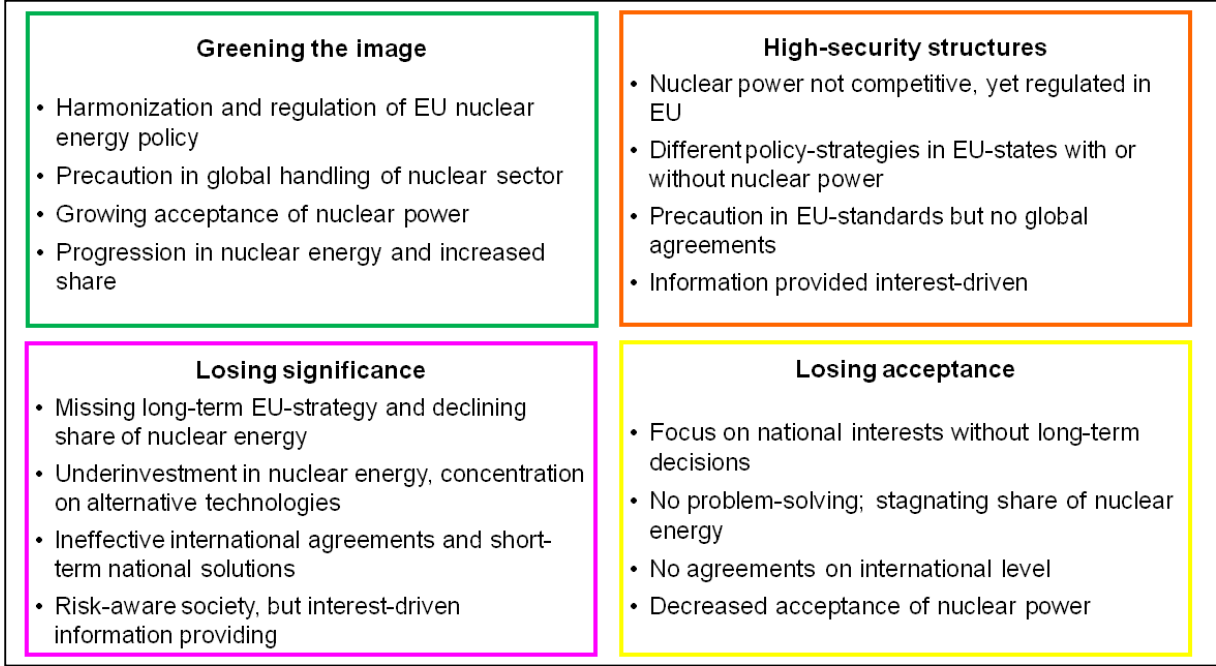 Greening the image
• Harmonization and regulation of EU nuclear
energy policy
• Precaution in global handling of nuclear sector
• Growing acceptance of nuclear power
• Progression in nuclear energy and increased
share
High-security structures
• Nuclear power not competitive, yet regulated in
EU
• Different policy-strategies in EU-states with or
without nuclear power
• Precaution in EU-standards but no global
agreements
• Information provided interest-driven
Losing significance
• Missing long-term EU-strategy and declining
share of nuclear energy
• Underinvestment in nuclear energy, concentration
on alternative technologies
• Ineffective international agreements and short-
term national solutions
• Risk-aware society, but interest-driven
information providing
Losing acceptance
• Focus on national interests without long-term
decisions
• No problem-solving; stagnating share of nuclear
energy
• No agreements on international level
• Decreased acceptance of nuclear power